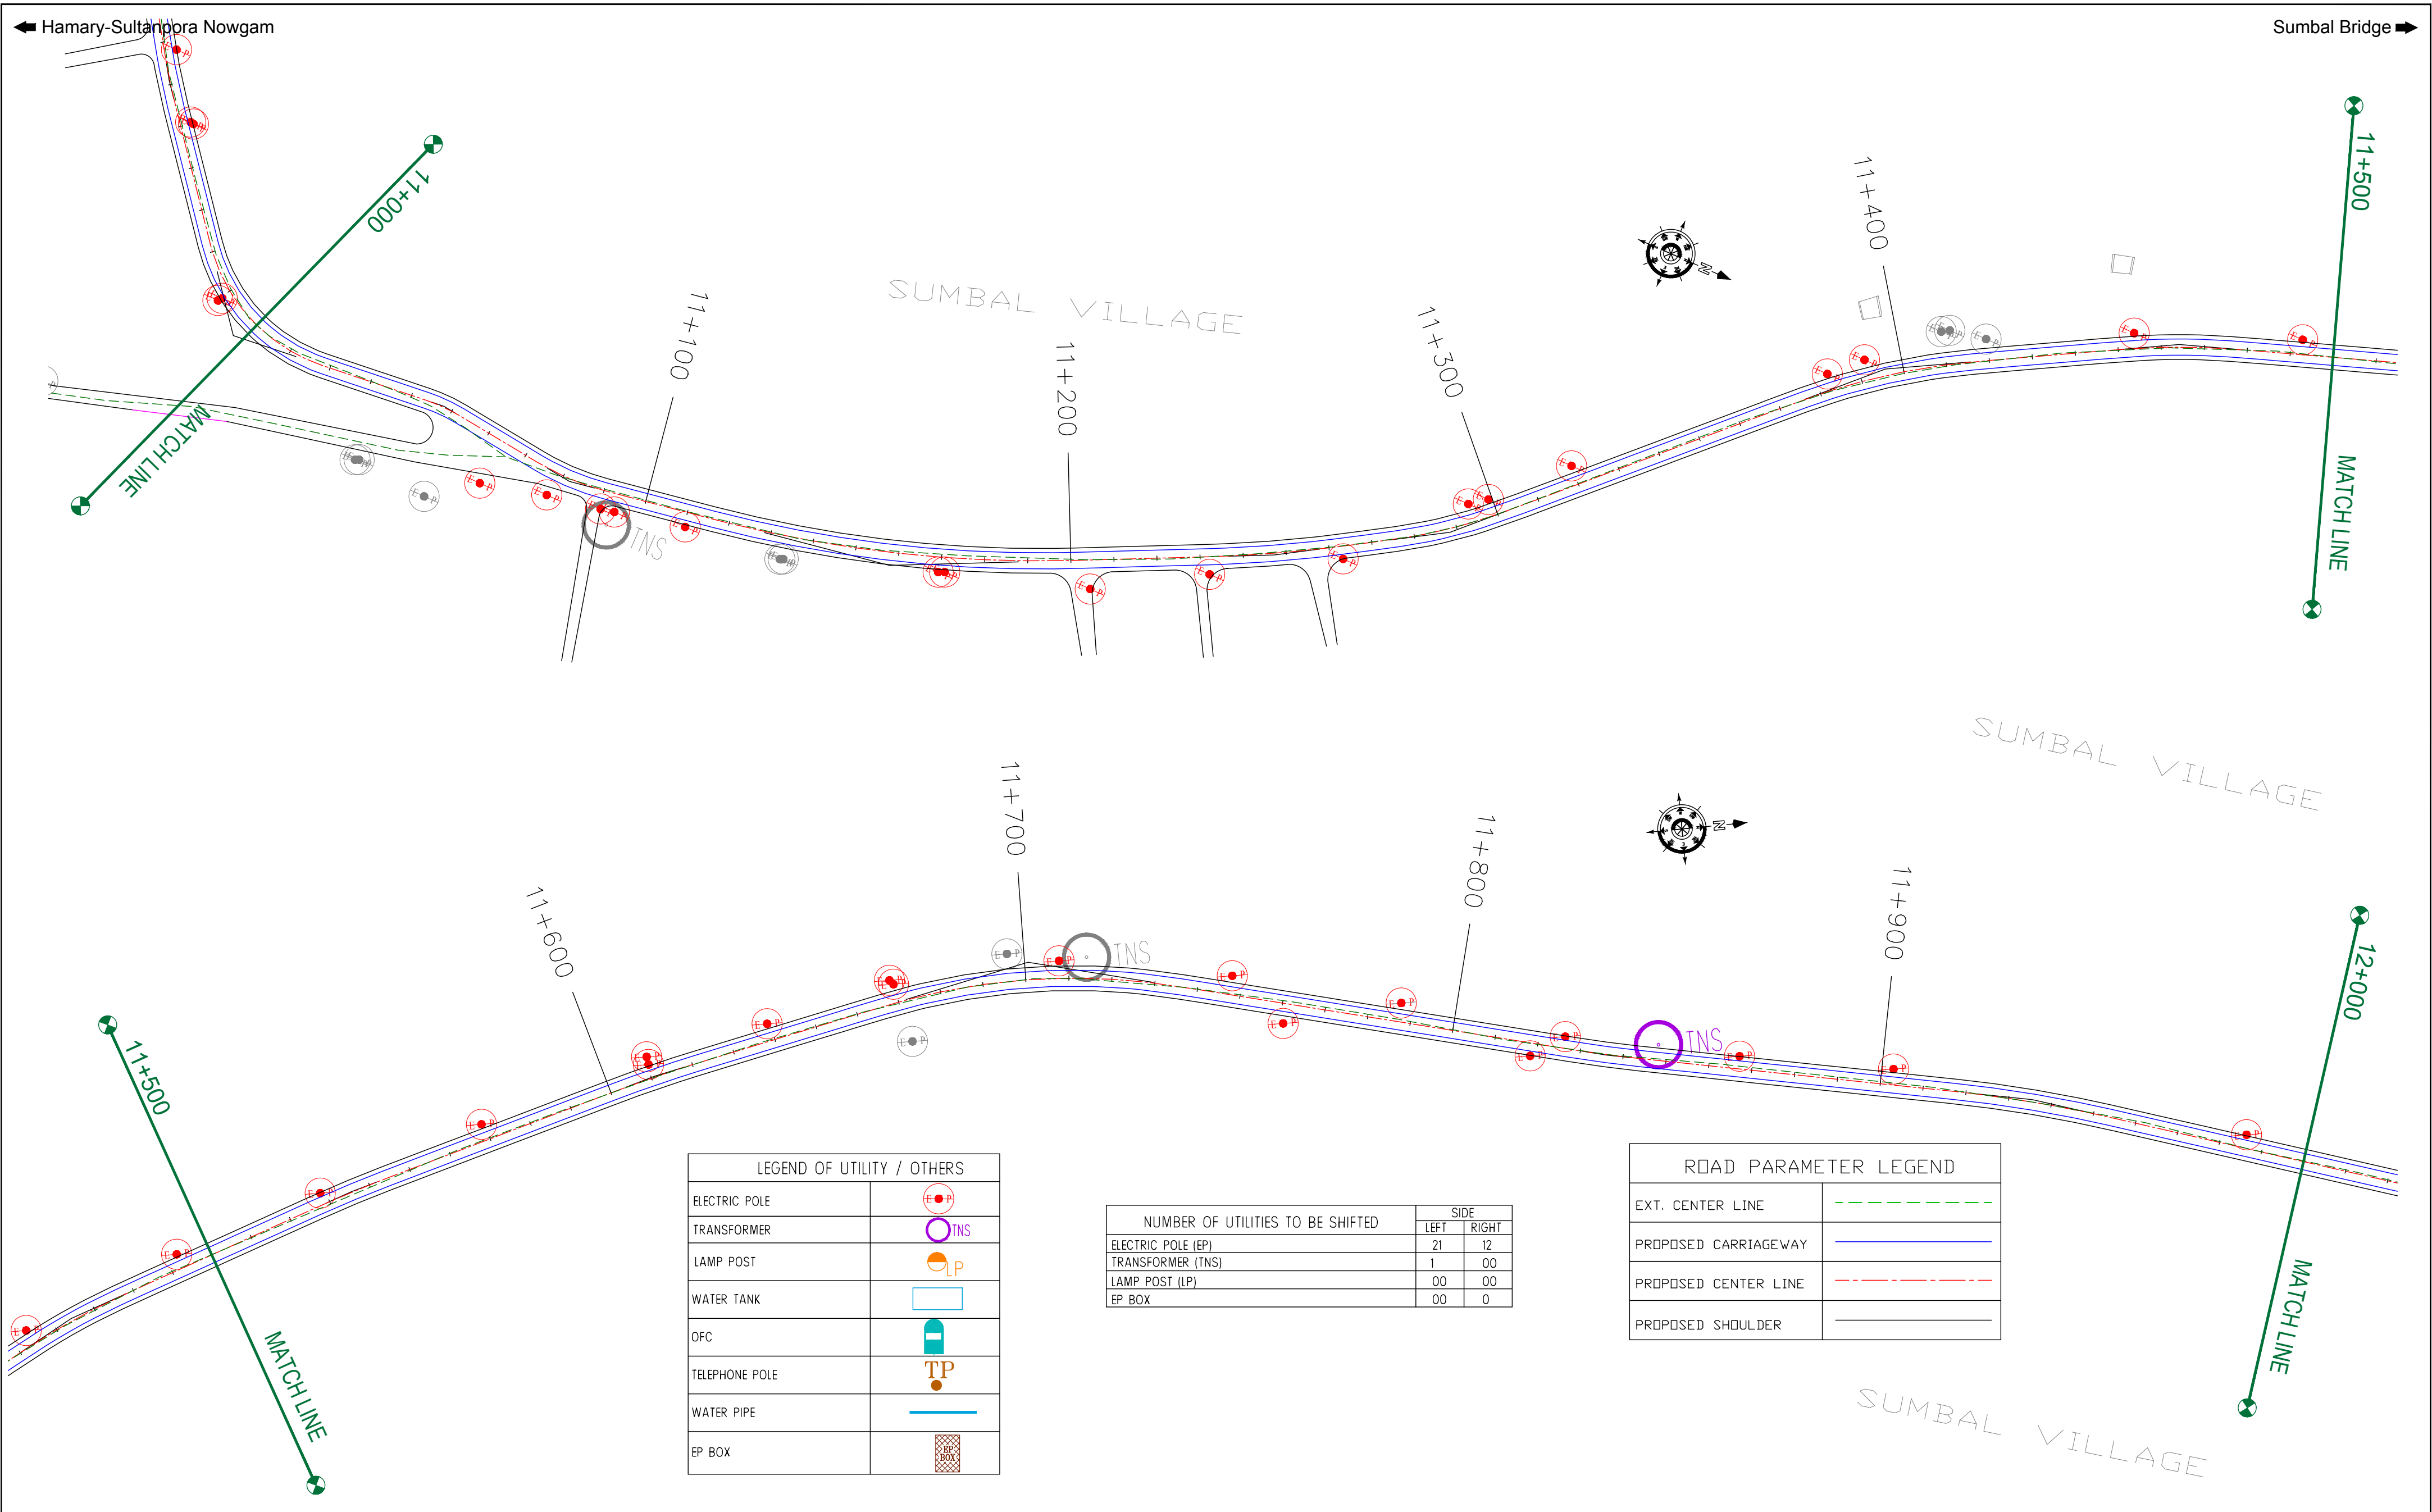 Hamary-Sultanpora Nowgam
Sumbal Bridge
11+000
MATCH LINE
11+100
11+200
11+300
11+400
11+500
MATCH LINE
SUMBAL VILLAGE
N
TNS
SUMBAL VILLAGE
11+500
MATCH LINE
11+600
11+700
11+800
11+900
12+000
MATCH LINE
N
TNS
TNS
SUMBAL VILLAGE
LEGEND OF UTILITY / OTHERS
ELECTRIC POLE E P
TRANSFORMER TNS
LAMP POST LP
WATER TANK
OFC
TELEPHONE POLE TP
WATER PIPE
EP BOX EP BOX
NUMBER OF UTILITIES TO BE SHIFTED SIDE
LEFT RIGHT
ELECTRIC POLE (EP) 21 12
TRANSFORMER (TNS) 1 00
LAMP POST (LP) 00 00
EP BOX 00 0
ROAD PARAMETER LEGEND
EXT. CENTER LINE
PROPOSED CARRIAGEWAY
PROPOSED CENTER LINE
PROPOSED SHOULDER